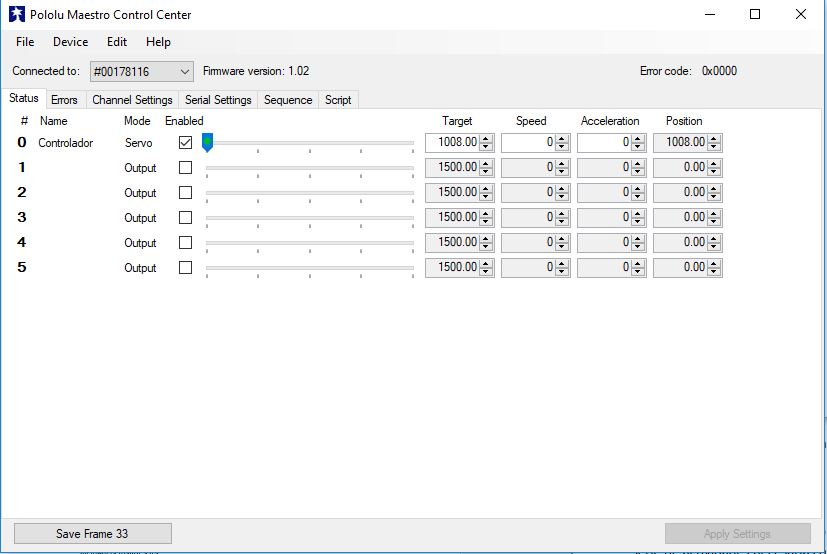 Pololu Maestro Control Center
File Device Edit Help
Connected to: #00178116 Firmware version: 1.02 Error code: 0x0000
Status Errors Channel Settings Serial Settings Sequence Script
# Name Mode Enabled Target Speed Acceleration Position
0 Controlador Servo 1008.00 0 0 1008.00
1 Output 1500.00 0 0 0.00
2 Output 1500.00 0 0 0.00
3 Output 1500.00 0 0 0.00
4 Output 1500.00 0 0 0.00
5 Output 1500.00 0 0 0.00
Save Frame 33 Apply Settings